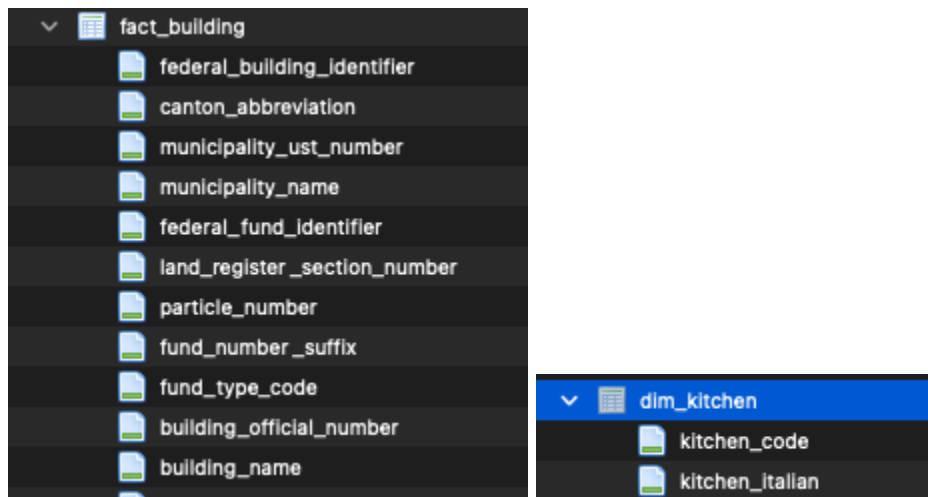 fact_building
federal_building_identifier
canton_abbreviation
municipality_ust_number
municipality_name
federal_fund_identifier
land_register _section_number
particle_number
fund_number _suffix
fund_type_code
building_official_number
building_name
dim_kitchen
kitchen_code
kitchen_italian